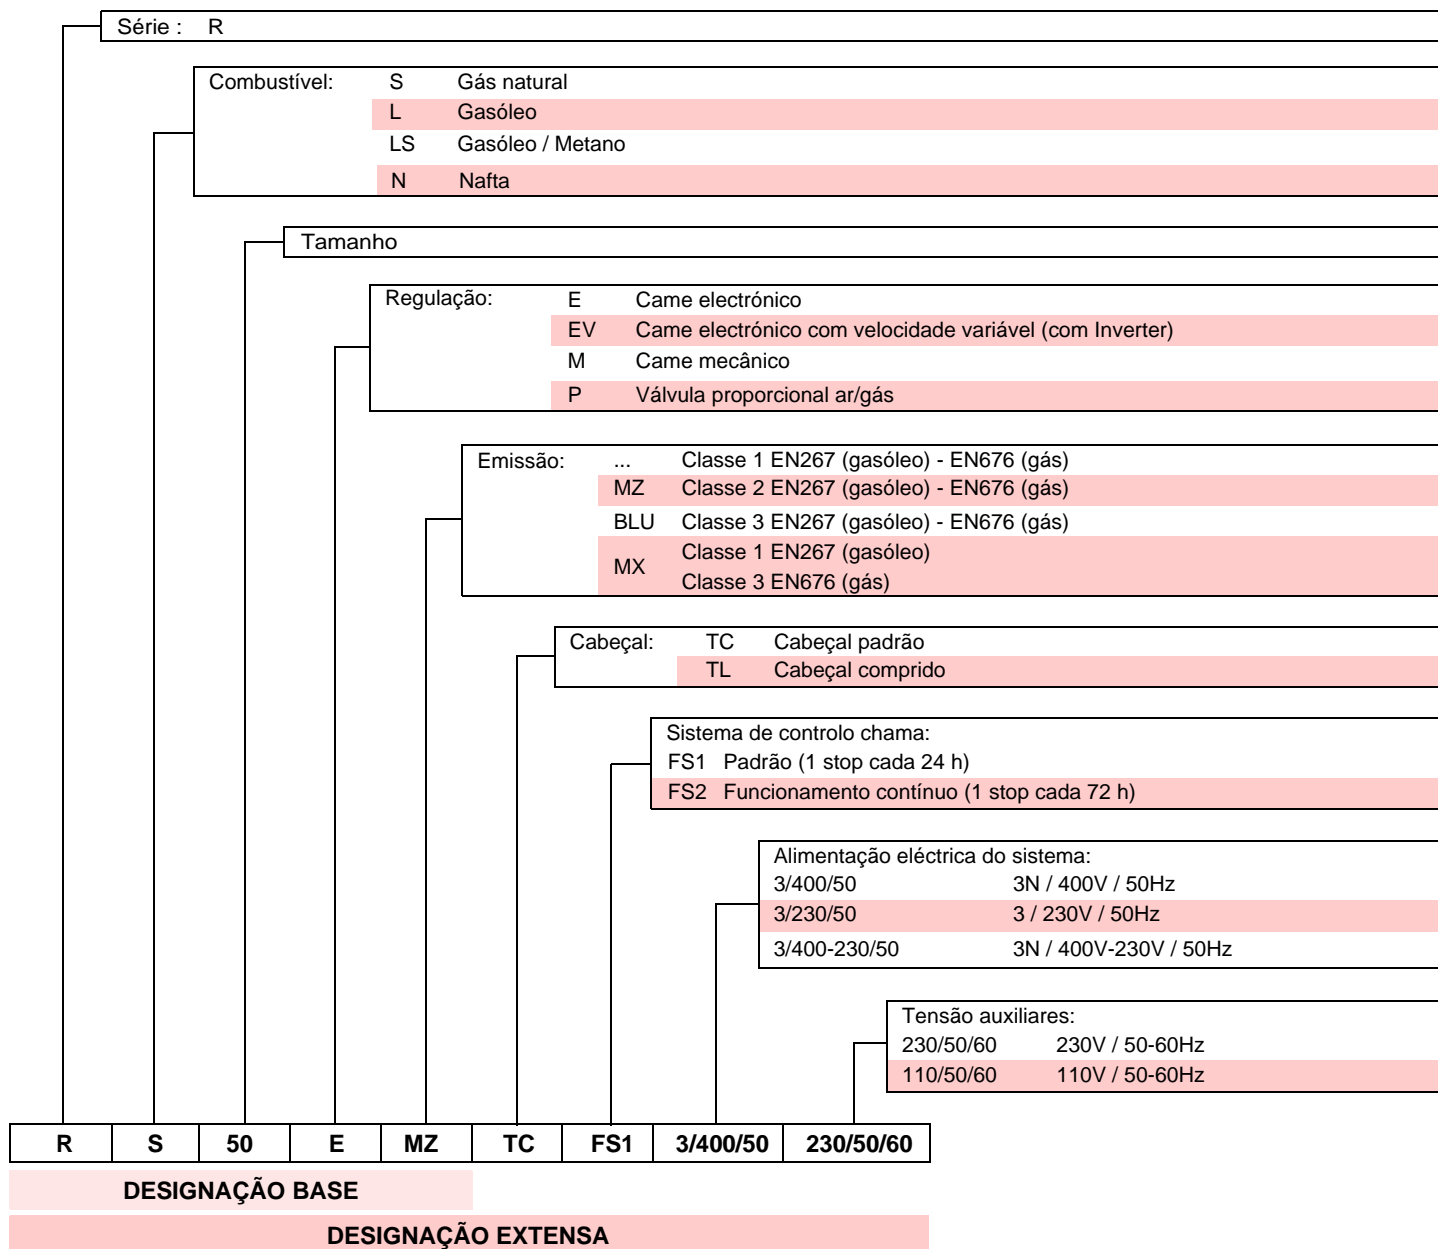 Série : R
Combustível: S Gás natural
L Gasóleo
LS Gasóleo / Metano
N Nafta
Tamanho
Regulação: E Came electrónico
EV Came electrónico com velocidade variável (com Inverter)
M Came mecânico
P Válvula proporcional ar/gás
Emissão: ... Classe 1 EN267 (gasóleo) - EN676 (gás)
MZ Classe 2 EN267 (gasóleo) - EN676 (gás)
BLU Classe 3 EN267 (gasóleo) - EN676 (gás)
MX Classe 1 EN267 (gasóleo)
Classe 3 EN676 (gás)
Cabeçal: TC Cabeçal padrão
TL Cabeçal comprido
Sistema de controlo chama:
FS1 Padrão (1 stop cada 24 h)
FS2 Funcionamento contínuo (1 stop cada 72 h)
Alimentação eléctrica do sistema:
3/400/50 3N / 400V / 50Hz
3/230/50 3 / 230V / 50Hz
3/400-230/50 3N / 400V-230V / 50Hz
Tensão auxiliares:
230/50/60 230V / 50-60Hz
110/50/60 110V / 50-60Hz
R S 50 E MZ TC FS1 3/400/50 230/50/60
DESIGNAÇÃO BASE
DESIGNAÇÃO EXTENSA